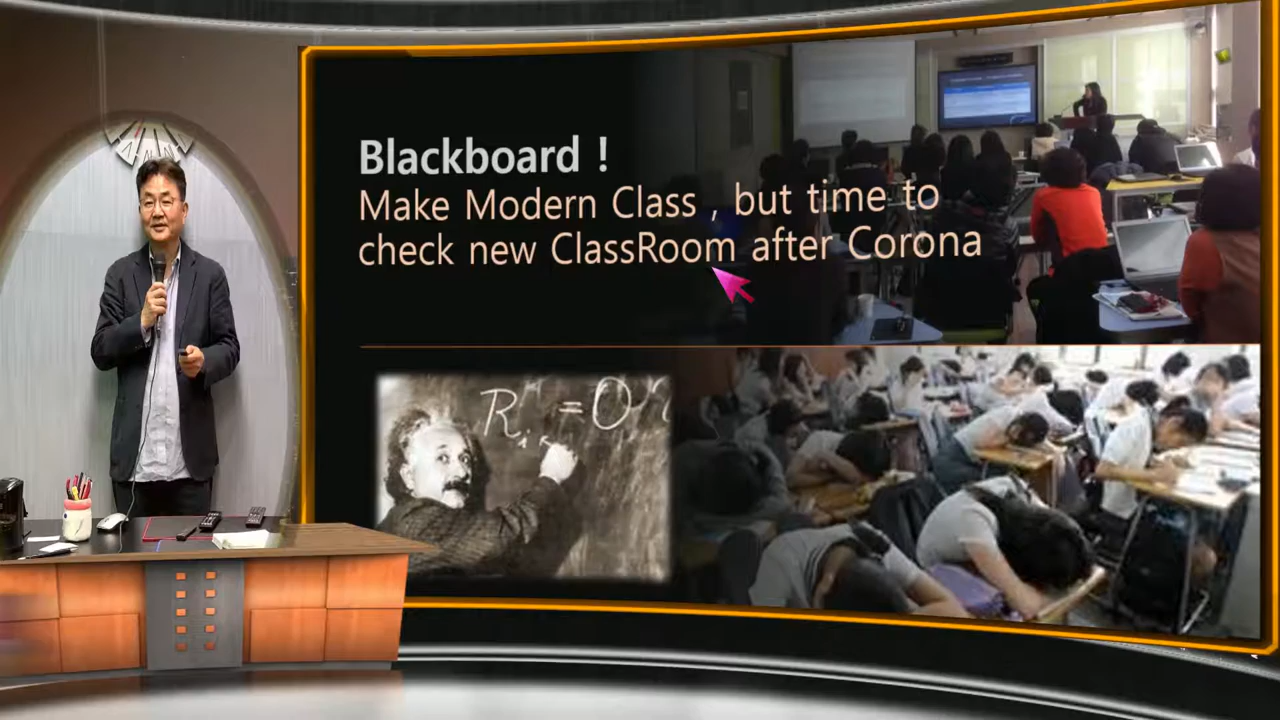 Blackboard !
Make Modern Class , but time to
check new ClassRoom after Corona